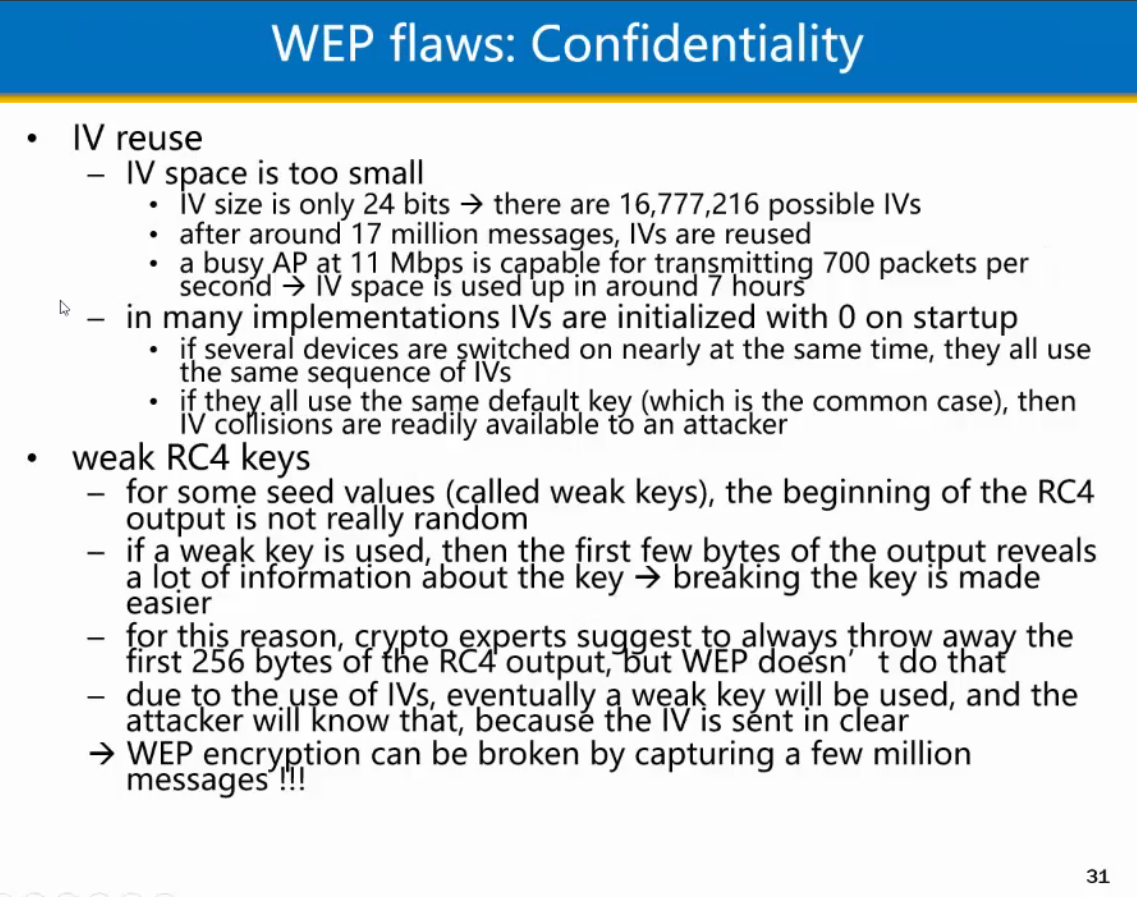 WEP flaws: Confidentiality
• IV reuse
– IV space is too small
• IV size is only 24 bits → there are 16,777,216 possible IVs
• after around 17 million messages, IVs are reused
• a busy AP at 11 Mbps is capable for transmitting 700 packets per
second → IV space is used up in around 7 hours
– in many implementations IVs are initialized with 0 on startup
• if several devices are switched on nearly at the same time, they all use
the same sequence of IVs
• if they all use the same default key (which is the common case), then
IV collisions are readily available to an attacker
• weak RC4 keys
– for some seed values (called weak keys), the beginning of the RC4
output is not really random
– if a weak key is used, then the first few bytes of the output reveals
a lot of information about the key → breaking the key is made
easier
– for this reason, crypto experts suggest to always throw away the
first 256 bytes of the RC4 output, but WEP doesn’ t do that
– due to the use of IVs, eventually a weak key will be used, and the
attacker will know that, because the IV is sent in clear
→ WEP encryption can be broken by capturing a few million
messages !!!
31